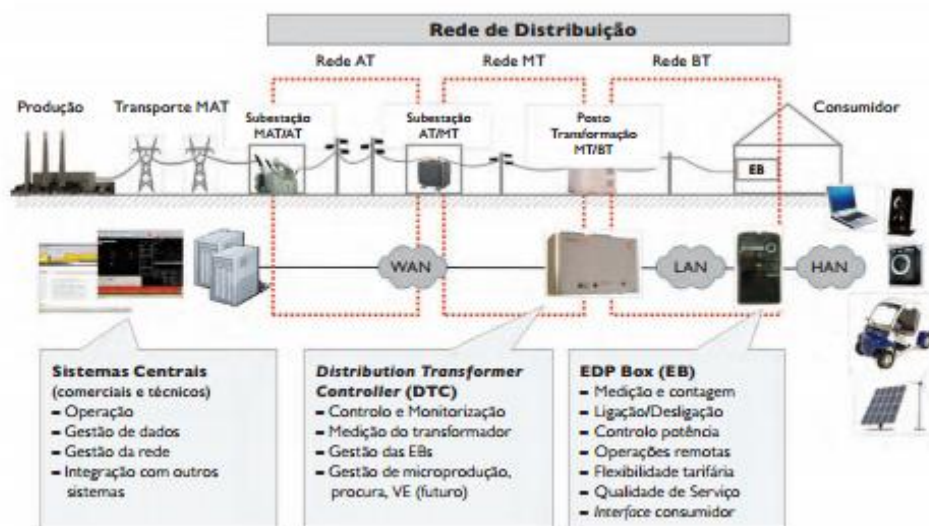 Rede de Distribuição
Rede AT
Rede MT
Rede BT
Produção
Transporte MAT
Subestação
MAT/AT
Subestação
AT/MT
Posto
Transformação
MT/BT
Consumidor
EB
WAN
LAN
HAN
Sistemas Centrais
(comerciais e técnicos)
- Operação
- Gestão de dados
- Gestão da rede
- Integração com outros
sistemas
Distribution Transformer
Controller (DTC)
- Controlo e Monitorização
- Medição do transformador
- Gestão das EBs
- Gestão de microprodução,
procura, VE (futuro)
EDP Box (EB)
- Medição e contagem
- Ligação/Desligação
- Controlo potência
- Operações remotas
- Flexibilidade tarifária
- Qualidade de Serviço
- Interface consumidor